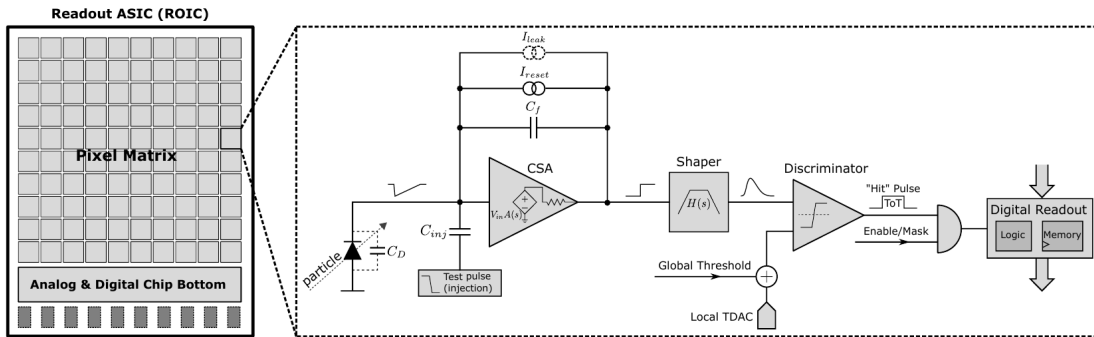 Readout ASIC (ROIC)
Pixel Matrix
Analog & Digital Chip Bottom
I_leak
I_reset
C_f
CSA
V_in A(s)
C_inj
C_D
particle
Test pulse
(injection)
Shaper
H(s)
Discriminator
"Hit" Pulse
ToT
Enable/Mask
Global Threshold
Local TDAC
Digital Readout
Logic
Memory